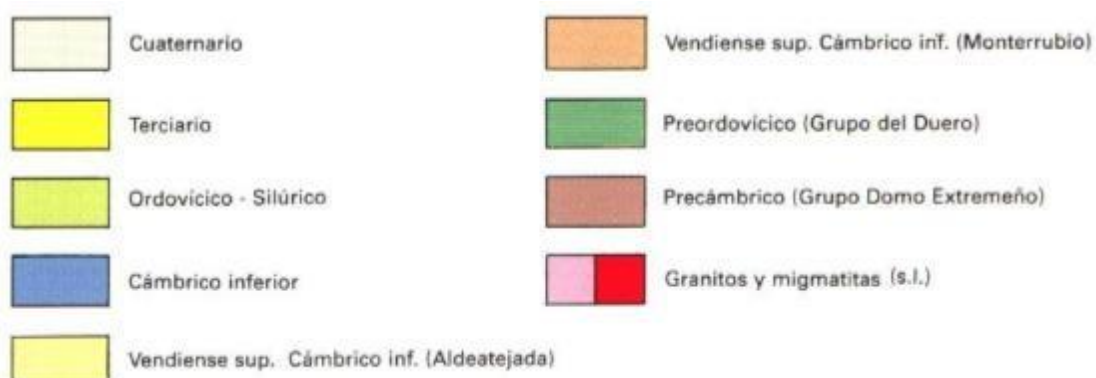 Cuaternario
Terciario
Ordovícico - Silúrico
Cámbrico inferior
Vendiense sup. Cámbrico inf. (Aldeatejada)
Vendiense sup. Cámbrico inf. (Monterrubio)
Preordovícico (Grupo del Duero)
Precámbrico (Grupo Domo Extremeño)
Granitos y migmatitas (s.l.)